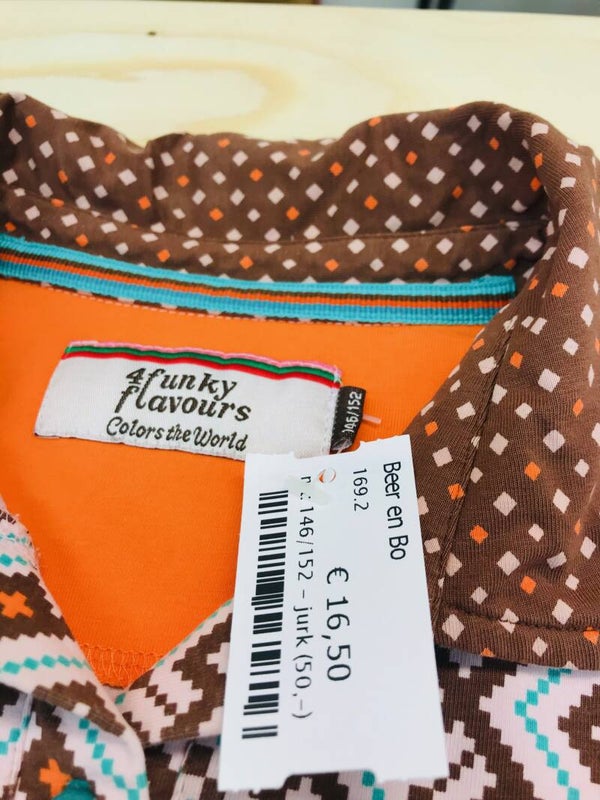 4funky
flavours
Colors the World
146/152
Beer en Bo
169.2
146/152 – jurk (50,-)
€ 16,50